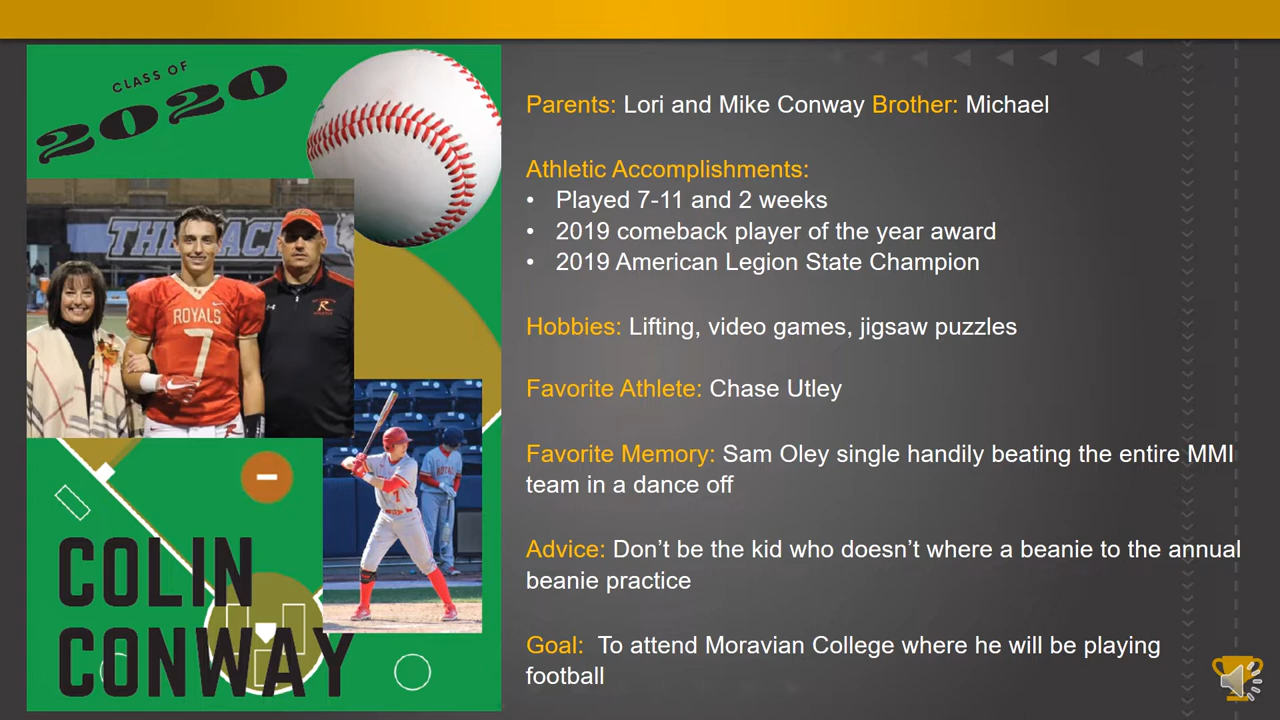 CLASS OF
2020
THE PACK
ROYALS
7
R
7
COLIN
CONWAY
Parents: Lori and Mike Conway Brother: Michael
Athletic Accomplishments:
• Played 7-11 and 2 weeks
• 2019 comeback player of the year award
• 2019 American Legion State Champion
Hobbies: Lifting, video games, jigsaw puzzles
Favorite Athlete: Chase Utley
Favorite Memory: Sam Oley single handily beating the entire MMI
team in a dance off
Advice: Don’t be the kid who doesn’t where a beanie to the annual
beanie practice
Goal: To attend Moravian College where he will be playing
football